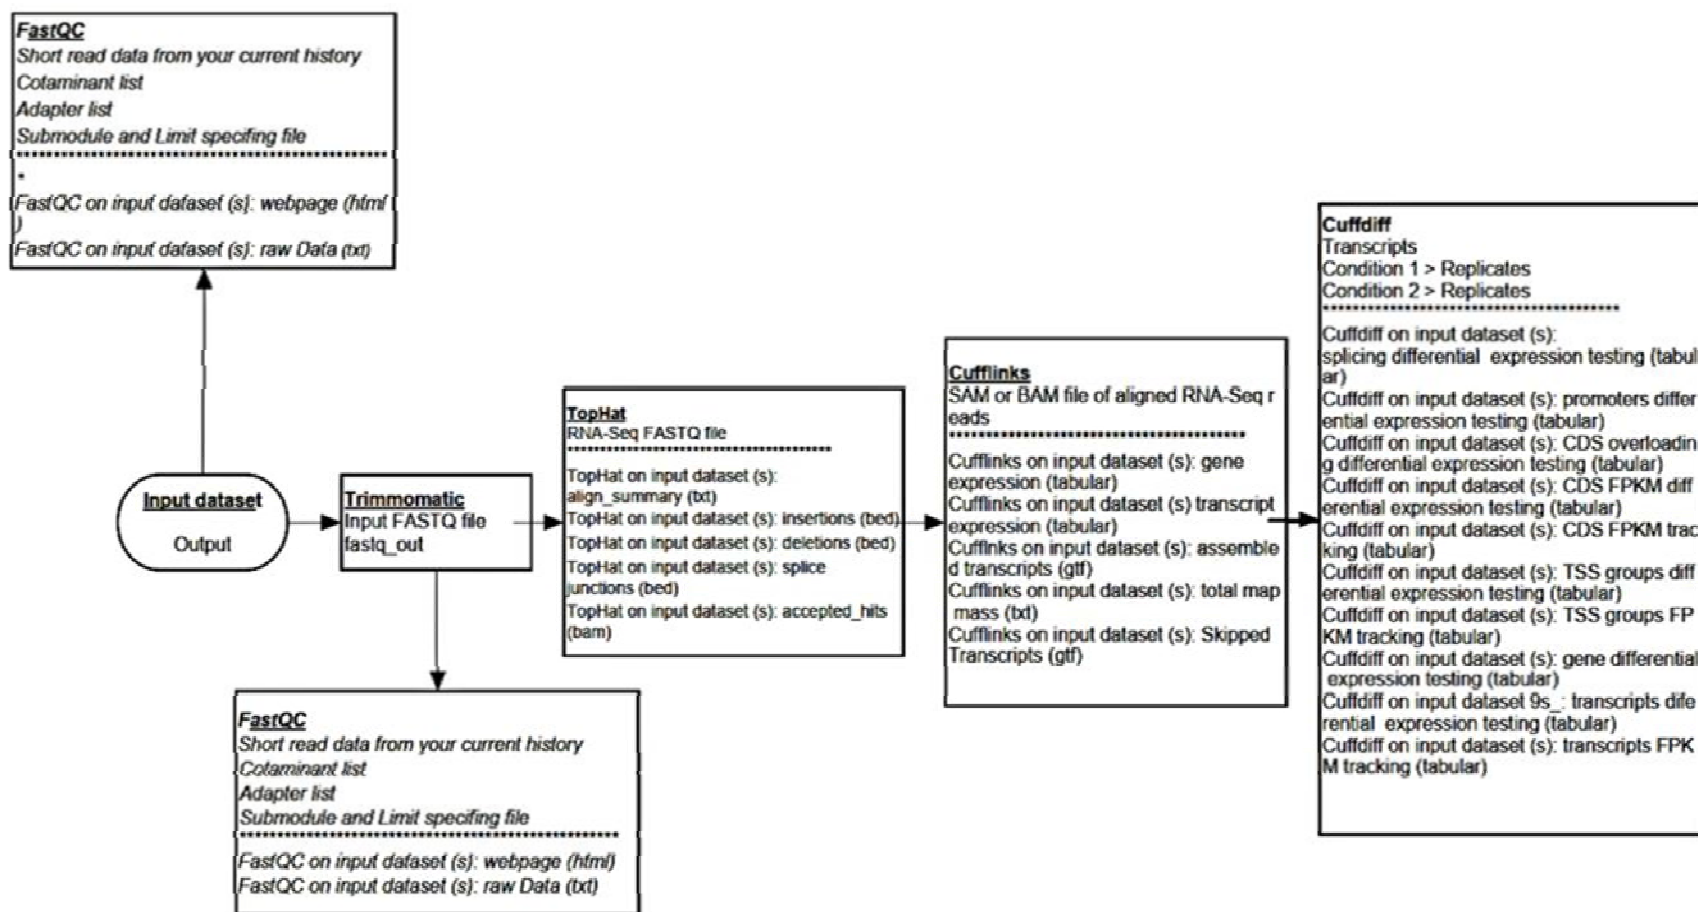 FastQC
Short read data from your current history
Cotaminant list
Adapter list
Submodule and Limit specifing file
*
FastQC on input dataset (s): webpage (html
)
FastQC on input dataset (s): raw Data (txt)
Input dataset
Output
Trimmomatic
Input FASTQ file
fastq_out
FastQC
Short read data from your current history
Cotaminant list
Adapter list
Submodule and Limit specifing file
FastQC on input dataset (s): webpage (html)
FastQC on input dataset (s): raw Data (txt)
TopHat
RNA-Seq FASTQ file
TopHat on input dataset (s):
align_summary (txt)
TopHat on input dataset (s): insertions (bed)
TopHat on input dataset (s): deletions (bed)
TopHat on input dataset (s): splice
junctions (bed)
TopHat on input dataset (s): accepted_hits
(bam)
Cufflinks
SAM or BAM file of aligned RNA-Seq r
eads
Cufflinks on input dataset (s): gene
expression (tabular)
Cufflinks on input dataset (s) transcript
expression (tabular)
Cufflnks on input dataset (s): assemble
d transcripts (gtf)
Cufflinks on input dataset (s): total map
mass (txt)
Cufflinks on input dataset (s): Skipped
Transcripts (gtf)
Cuffdiff
Transcripts
Condition 1 > Replicates
Condition 2 > Replicates
Cuffdiff on input dataset (s):
splicing differential expression testing (tabul
ar)
Cuffdiff on input dataset (s): promoters differ
ential expression testing (tabular)
Cuffdiff on input dataset (s): CDS overloadin
g differential expression testing (tabular)
Cuffdiff on input dataset (s): CDS FPKM diff
erential expression testing (tabular)
Cuffdiff on input dataset (s): CDS FPKM trac
king (tabular)
Cuffdiff on input dataset (s): TSS groups diff
erential expression testing (tabular)
Cuffdiff on input dataset (s): TSS groups FP
KM tracking (tabular)
Cuffdiff on input dataset (s): gene differential
expression testing (tabular)
Cuffdiff on input dataset 9s_: transcripts dife
rential expression testing (tabular)
Cuffdiff on input dataset (s): transcripts FPK
M tracking (tabular)